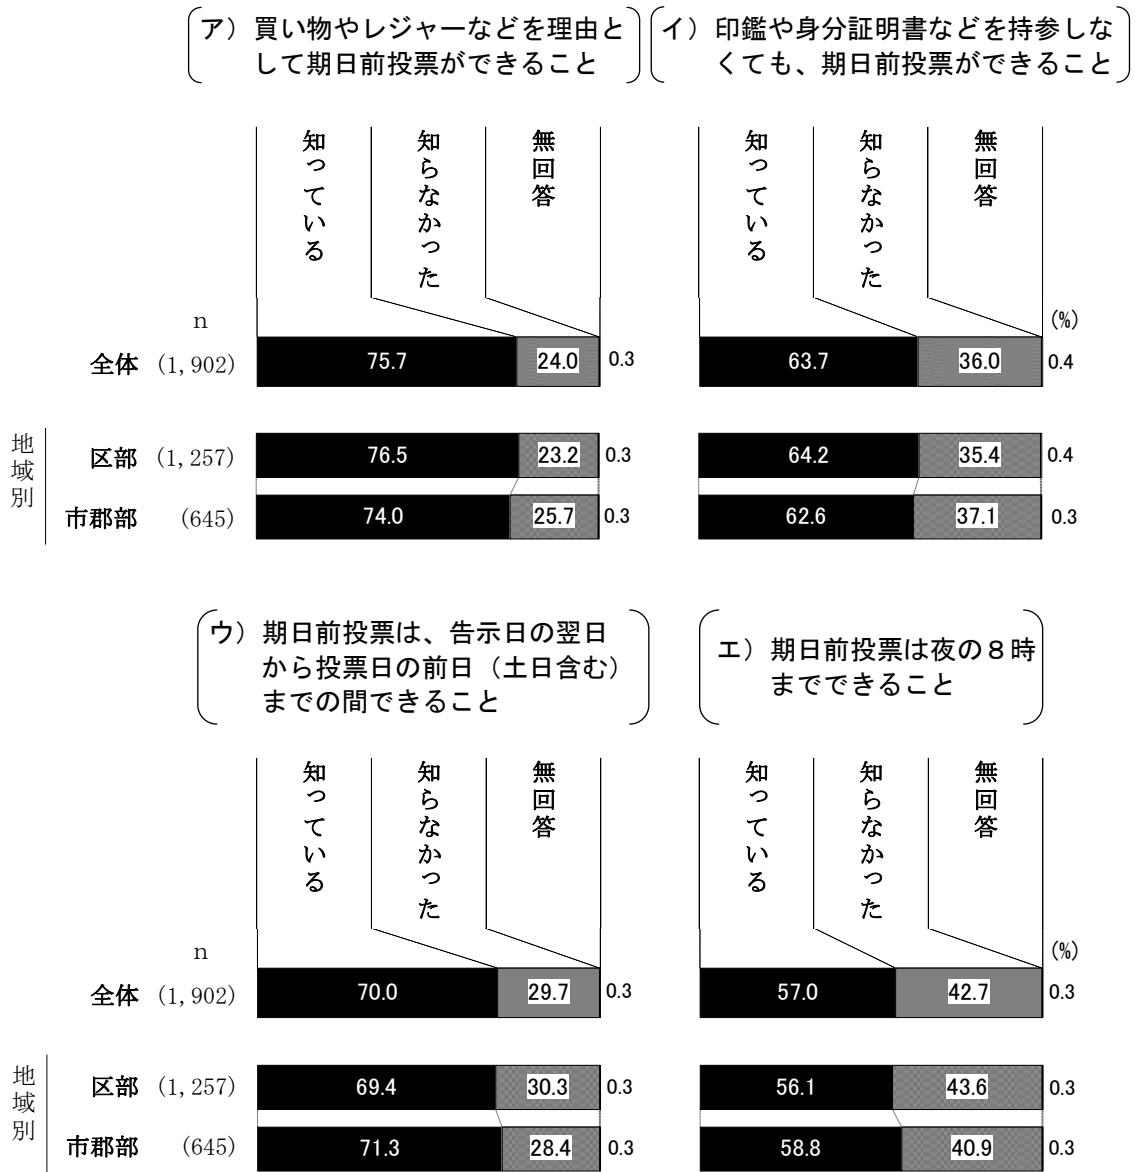 ア）買い物やレジャーなどを理由と
して期日前投票ができること
イ）印鑑や身分証明書などを持参しな
くても、期日前投票ができること
知っている
知らなかった
無回答
知っている
知らなかった
無回答
n
(%)
全体 (1,902) 75.7 24.0 0.3 63.7 36.0 0.4
地域別
区部 (1,257) 76.5 23.2 0.3 64.2 35.4 0.4
市郡部 (645) 74.0 25.7 0.3 62.6 37.1 0.3
ウ）期日前投票は、告示日の翌日
から投票日の前日（土日含む）
までの間できること
エ）期日前投票は夜の８時
までできること
知っている
知らなかった
無回答
知っている
知らなかった
無回答
n
(%)
全体 (1,902) 70.0 29.7 0.3 57.0 42.7 0.3
地域別
区部 (1,257) 69.4 30.3 0.3 56.1 43.6 0.3
市郡部 (645) 71.3 28.4 0.3 58.8 40.9 0.3